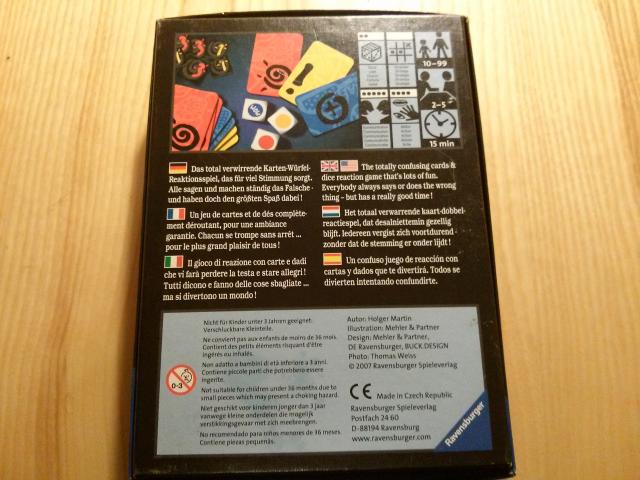 10-99
2-5
15 min
Das total verwirrende Karten-Würfel-
Reaktionsspiel, das für viel Stimmung sorgt.
Alle sagen und machen ständig das Falsche -
und haben doch den größten Spaß dabei !
Un jeu de cartes et de dés complète-
ment déroutant, pour une ambiance
garantie. Chacun se trompe sans arrêt ...
pour le plus grand plaisir de tous !
Il gioco di reazione con carte e dadi
che vi farà perdere la testa e stare allegri !
Tutti dicono e fanno delle cose sbagliate ...
ma si divertono un mondo !
The totally confusing cards &
dice reaction game that's lots of fun.
Everybody always says or does the wrong
thing – but has a really good time !
Het totaal verwarrende kaart-dobbel-
reactiespel, dat desalniettemin gezellig
blijft. Iedereen vergist zich voortdurend -
zonder dat de stemming er onder lijdt !
Un confuso juego de reacción con
cartas y dados que te divertirá. Todos se
divierten intentando confundirte.
0-3
Nicht für Kinder unter 3 Jahren geeignet.
Verschluckbare Kleinteile.
Ne convient pas aux enfants de moins de 36 mois.
Contient des petits éléments risquant d'être
ingérés ou inhalés.
Non adatto a bambini di età inferiore a 3 anni.
Contiene piccole parti che potrebbero essere
ingerite.
Not suitable for children under 36 months due to
small pieces which may present a choking hazard.
Niet geschikt voor kinderen jonger dan 3 jaar
vanwege kleine onderdelen die mogelijk
verstikkingsgevaar met zich meebrengen.
No recomendado para niños menores de 36 meses.
Contiene piezas pequeñas.
Autor: Holger Martin
Illustration: Mehler & Partner
Design: Mehler & Partner,
DE Ravensburger, BUCK.DESIGN
Photo: Thomas Weiss
© 2007 Ravensburger Spieleverlag
CE Made in Czech Republic
Ravensburger Spieleverlag
Postfach 24 60
D-88194 Ravensburg
www.ravensburger.com
Ravensburger